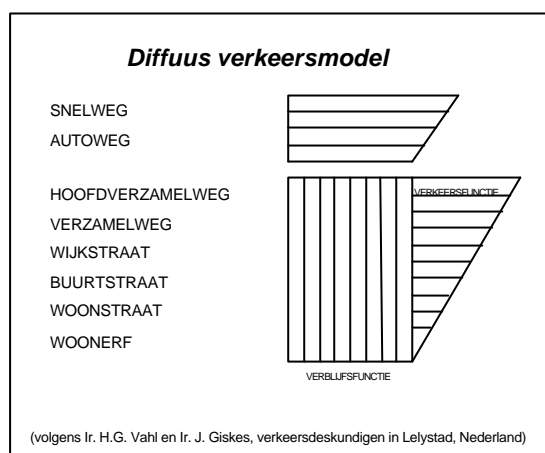 Diffuus verkeersmodel
SNELWEG
AUTOWEG
HOOFDVERZAMELWEG
VERKEERSFUNCTIE
VERZAMELWEG
WIJKSTRAAT
BUURTSTRAAT
WOONSTRAAT
WOONERF
VERBLIJFSFUNCTIE
(volgens Ir. H.G. Vahl en Ir. J. Giskes, verkeersdeskundigen in Lelystad, Nederland)